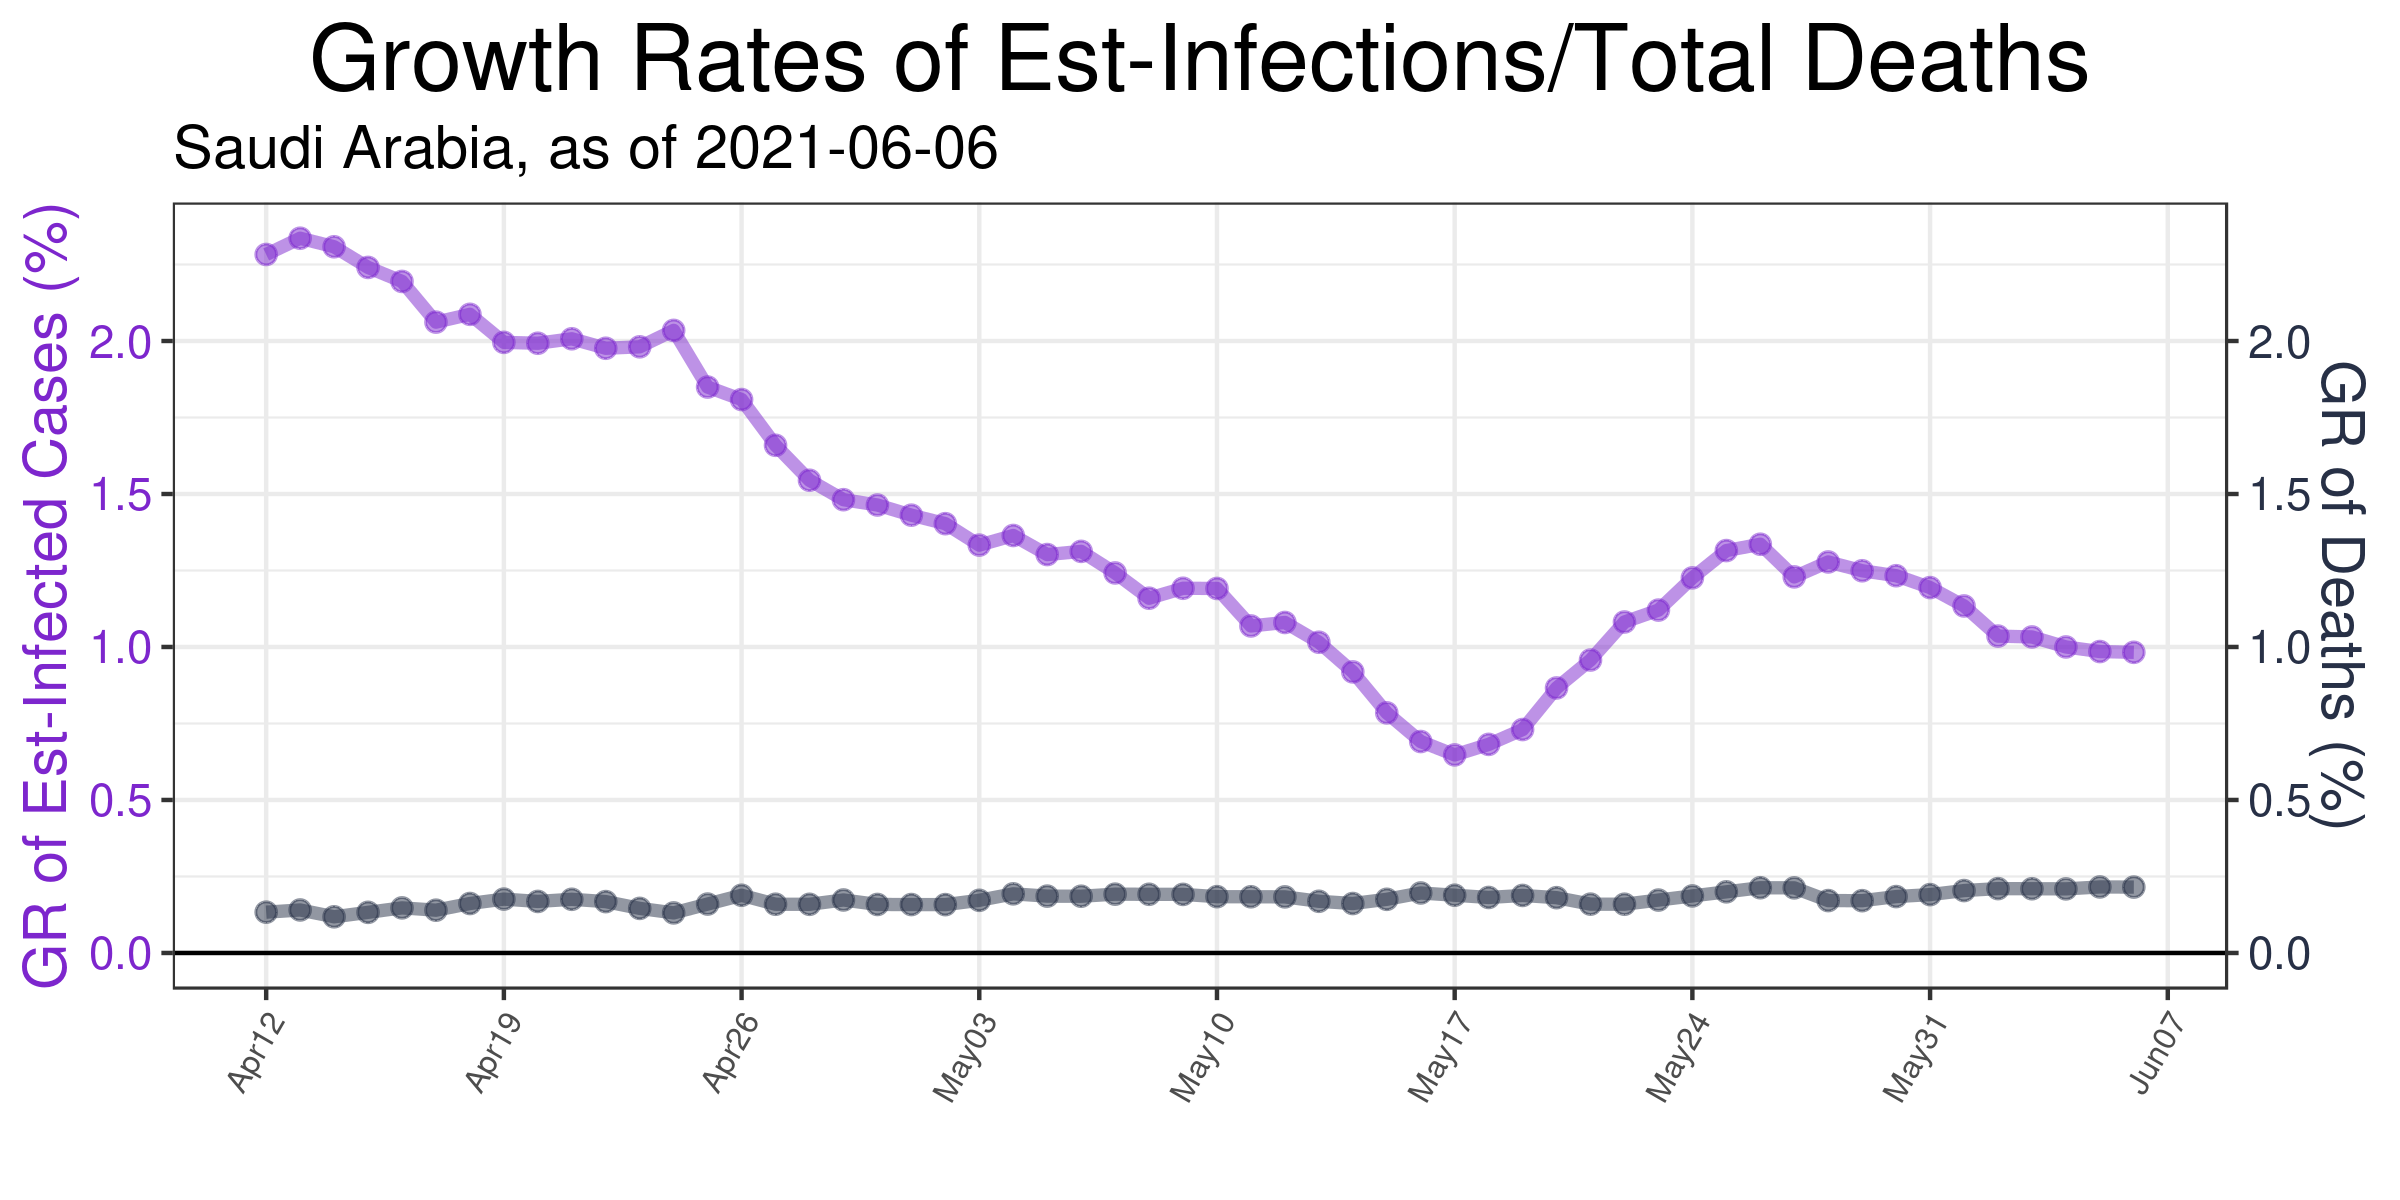 Growth Rates of Est-Infections/Total Deaths
Saudi Arabia, as of 2021-06-06
GR of Est-Infected Cases (%)
2.0
1.5
1.0
0.5
0.0
2.0
1.5
1.0
0.5
0.0
GR of Deaths (%)
Apr12
Apr19
Apr26
May03
May10
May17
May24
May31
Jun07